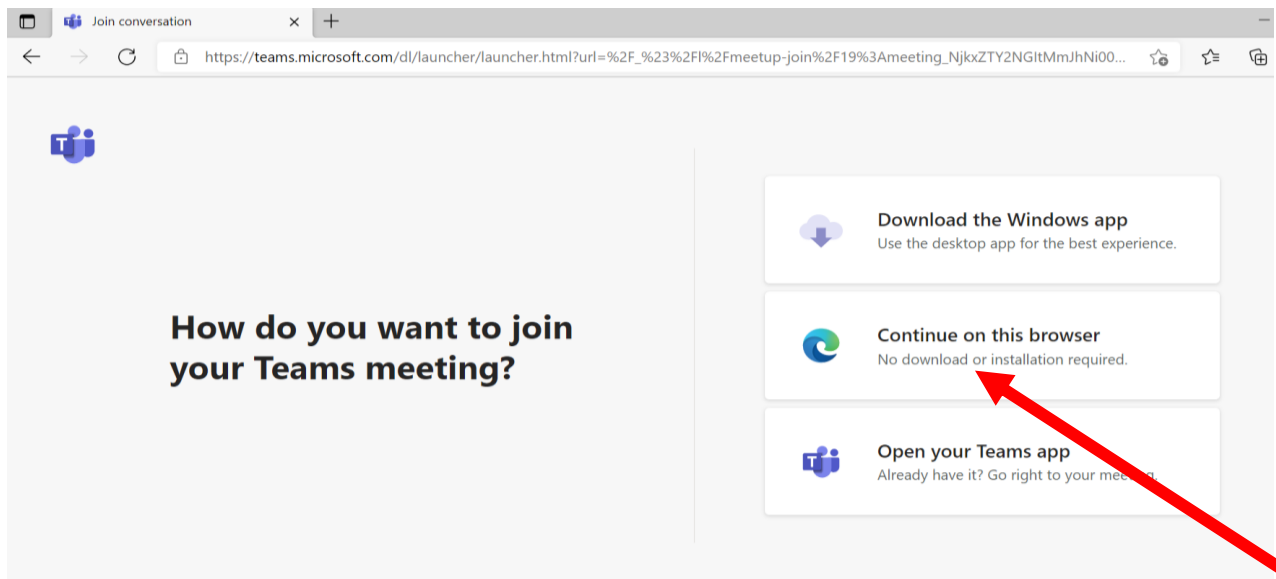 Join conversation
https://teams.microsoft.com/dl/launcher/launcher.html?url=%2F_%23%2Fl%2Fmeetup-join%2F19%3Ameeting_NjkxZTY2NGItMmJhNi00...
T
Download the Windows app
Use the desktop app for the best experience.
How do you want to join
your Teams meeting?
Continue on this browser
No download or installation required.
T
Open your Teams app
Already have it? Go right to your meeting.